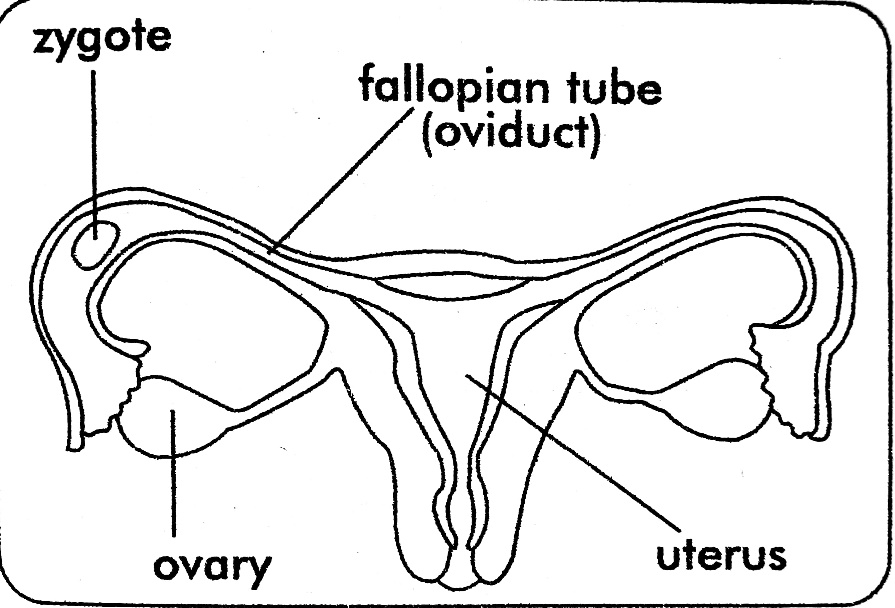 zygote
fallopian tube
(oviduct)
ovary
uterus